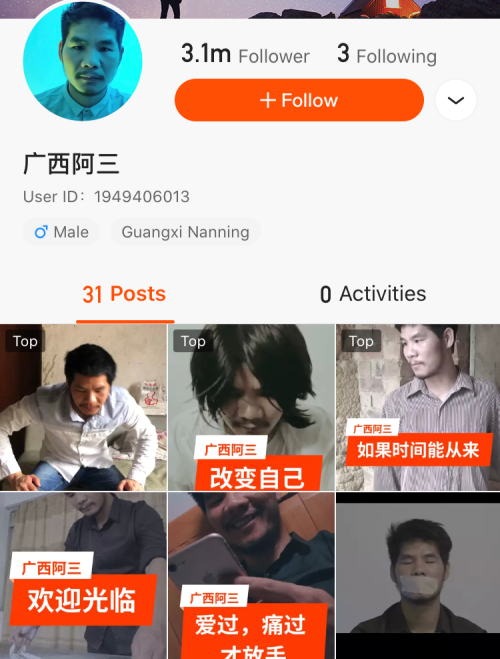 3.1m Follower 3 Following
+ Follow
广西阿三
User ID：1949406013
Male Guangxi Nanning
31 Posts 0 Activities
Top Top Top
广西阿三
改变自己
广西阿三
如果时间能从来
广西阿三
欢迎光临
广西阿三
爱过，痛过
才放手